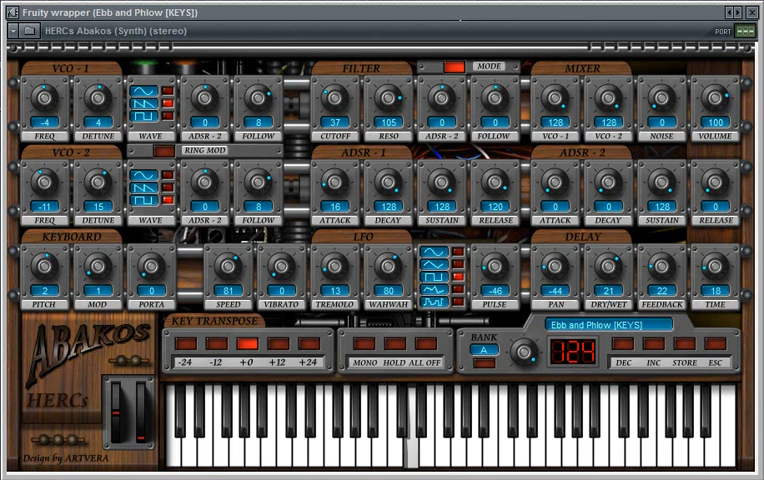 Fruity wrapper (Ebb and Phlow [KEYS])
HERCs Abakos (Synth) (stereo)
PORT ---
VCO - 1 FILTER MODE MIXER
-4 4 0 8 37 105 0 0 128 128 0 100
FREQ DETUNE WAVE ADSR - 2 FOLLOW CUTOFF RESO ADSR - 2 FOLLOW VCO - 1 VCO - 2 NOISE VOLUME
VCO - 2 RING MOD ADSR - 1 ADSR - 2
-11 15 0 8 16 128 128 120 0 0 128 0
FREQ DETUNE WAVE ADSR - 2 FOLLOW ATTACK DECAY SUSTAIN RELEASE ATTACK DECAY SUSTAIN RELEASE
KEYBOARD LFO DELAY
2 1 0 81 0 13 80 -46 -44 21 22 18
PITCH MOD PORTA SPEED VIBRATO TREMOLO WAHWAH PULSE PAN DRY/WET FEEDBACK TIME
ABAKOS
HERCs
KEY TRANSPOSE
-24 -12 +0 +12 +24
MONO HOLD ALL OFF
BANK
A
Ebb and Phlow [KEYS]
124
DEC INC STORE ESC
Design by ARTVERA